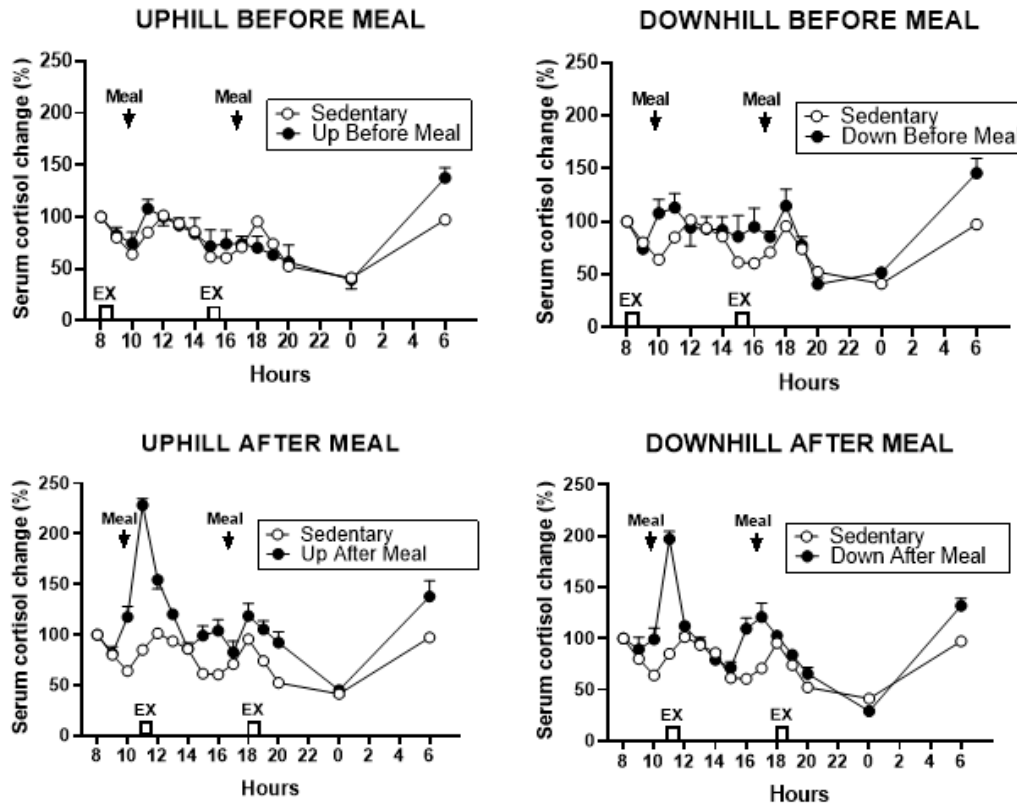 UPHILL BEFORE MEAL
Serum cortisol change (%)
250
200
150
100
50
0
Meal
Meal
Sedentary
Up Before Meal
EX
EX
8 10 12 14 16 18 20 22 0 2 4 6
Hours
DOWNHILL BEFORE MEAL
Serum cortisol change (%)
250
200
150
100
50
0
Meal
Meal
Sedentary
Down Before Meal
EX
EX
8 10 12 14 16 18 20 22 0 2 4 6
Hours
UPHILL AFTER MEAL
Serum cortisol change (%)
250
200
150
100
50
0
Meal
Meal
Sedentary
Up After Meal
EX
EX
8 10 12 14 16 18 20 22 0 2 4 6
Hours
DOWNHILL AFTER MEAL
Serum cortisol change (%)
250
200
150
100
50
0
Meal
Meal
Sedentary
Down After Meal
EX
EX
8 10 12 14 16 18 20 22 0 2 4 6
Hours